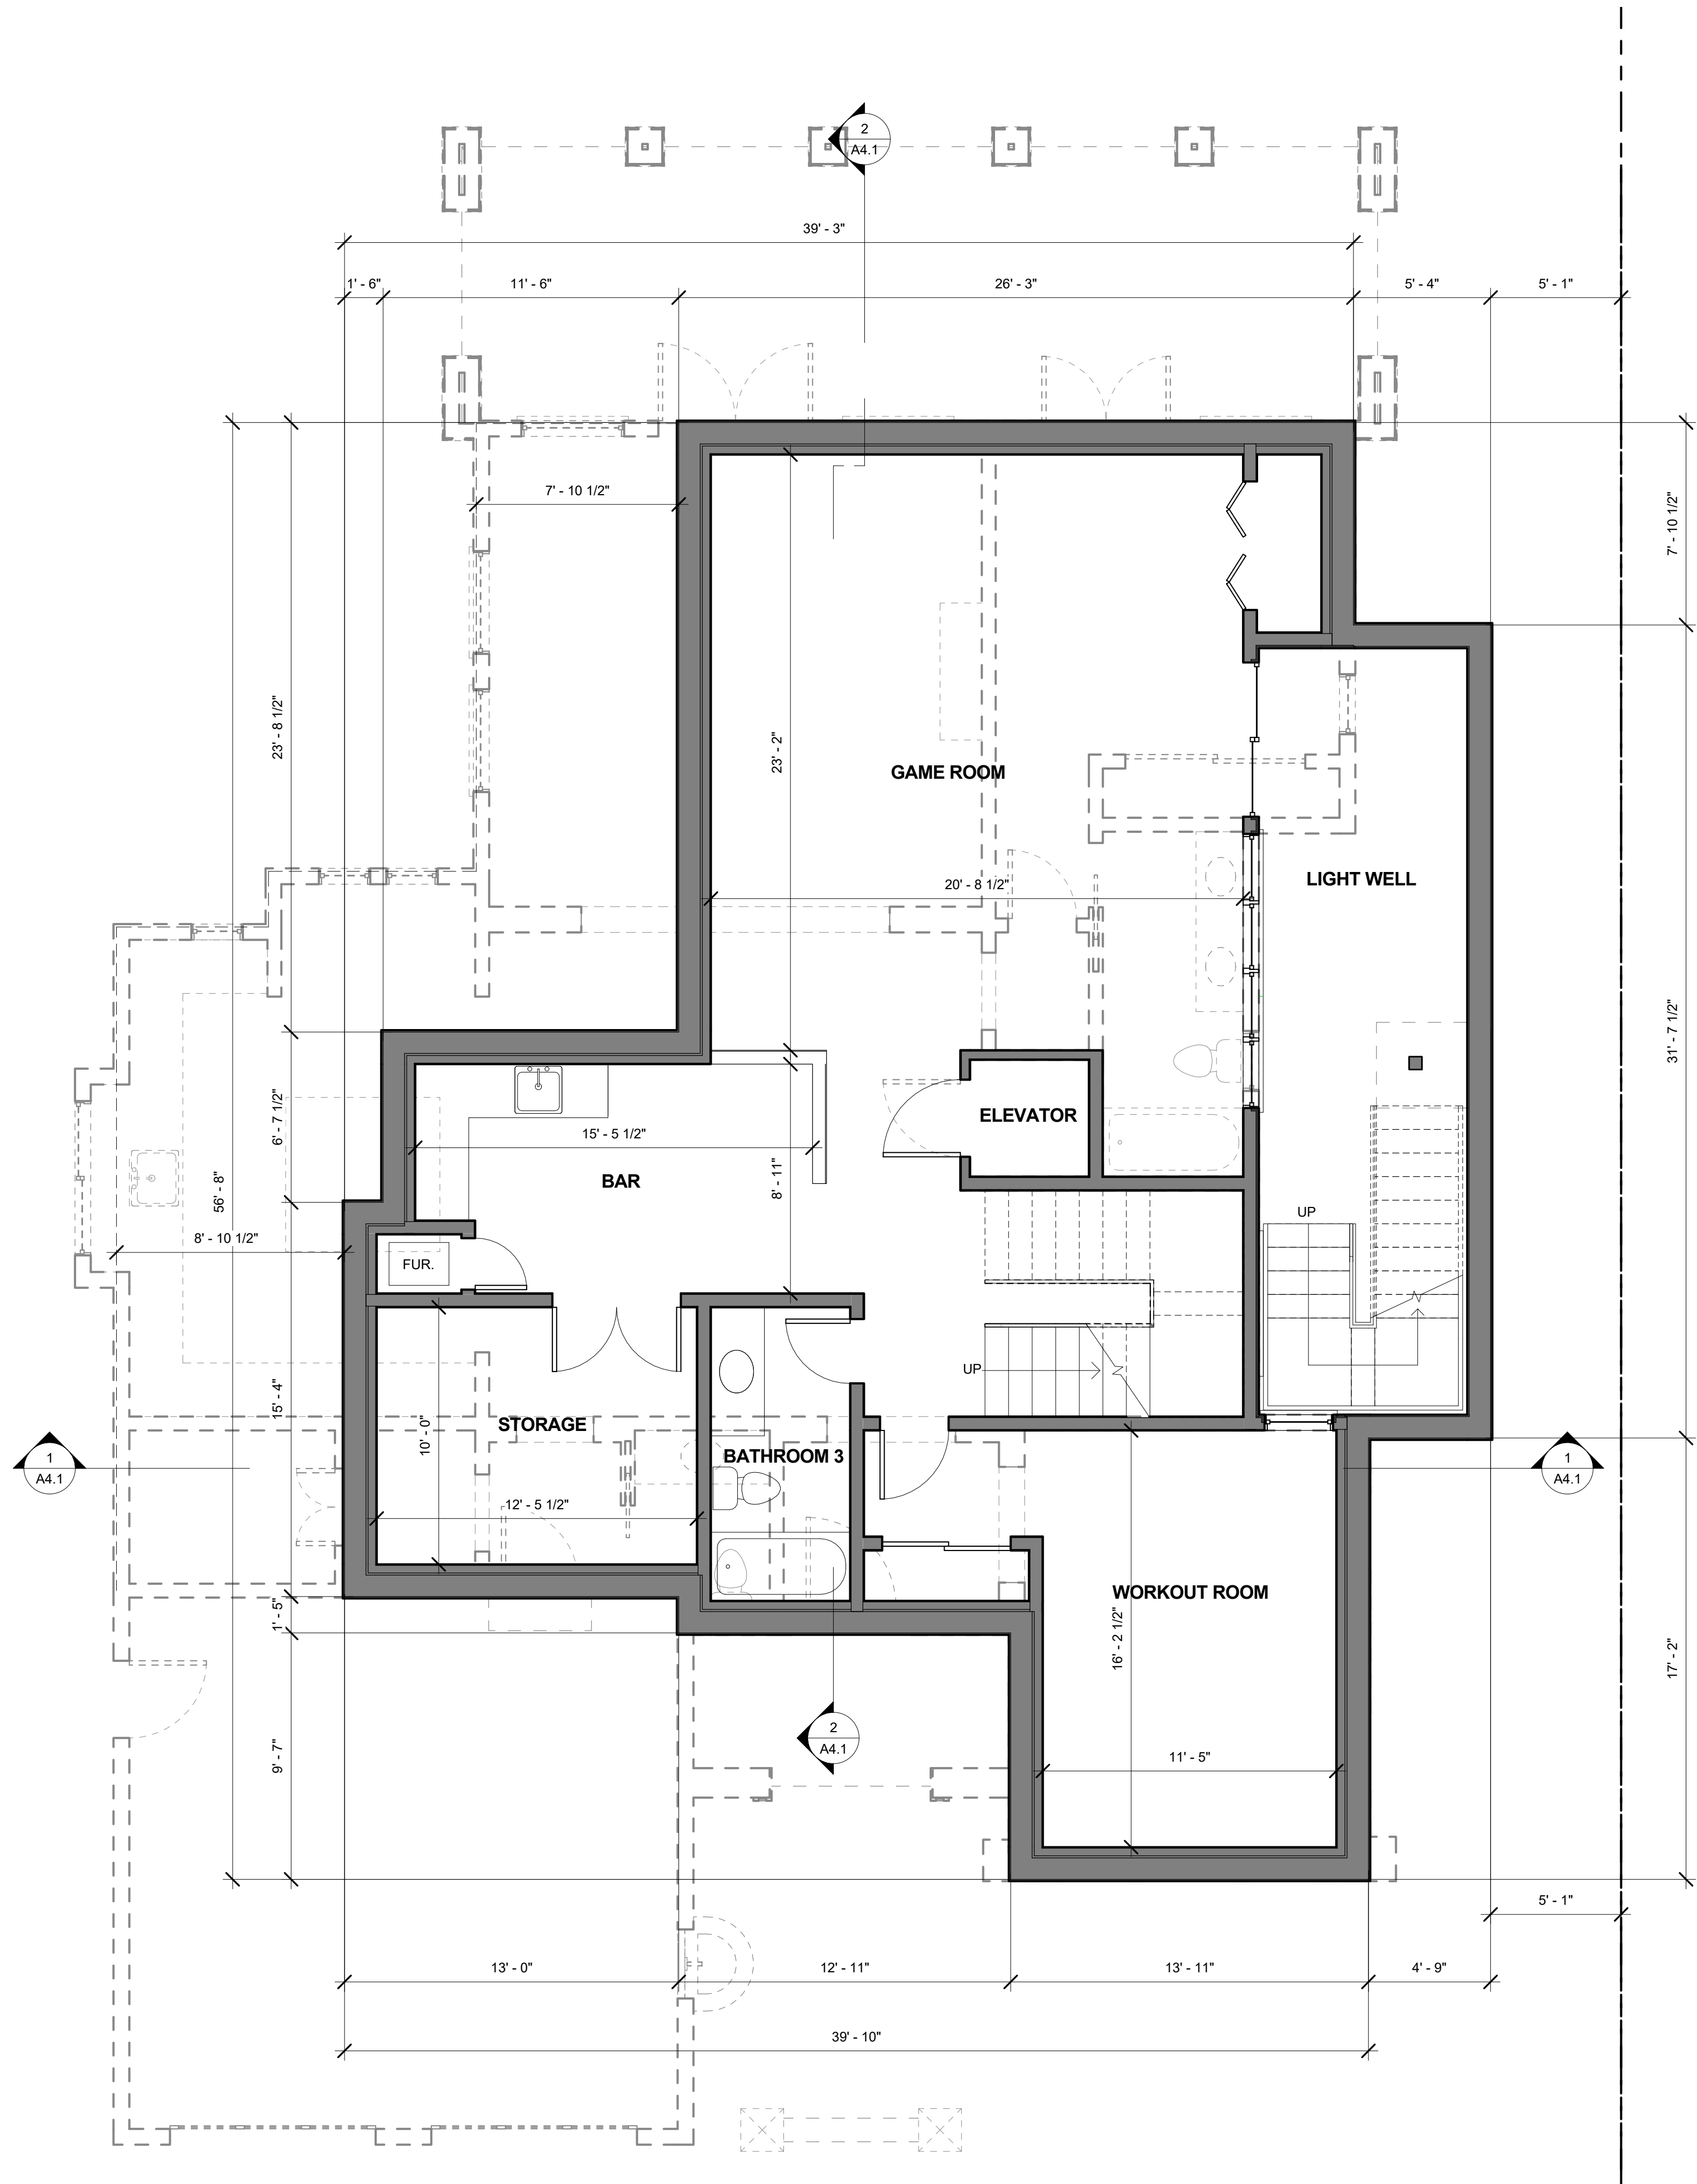 2
A4.1
39' - 3"
1' - 6"
11' - 6"
26' - 3"
5' - 4"
5' - 1"
7' - 10 1/2"
7' - 10 1/2"
23' - 8 1/2"
23' - 2"
GAME ROOM
20' - 8 1/2"
LIGHT WELL
31' - 7 1/2"
ELEVATOR
6' - 7 1/2"
15' - 5 1/2"
8' - 11"
BAR
56' - 8"
UP
8' - 10 1/2"
FUR.
UP
15' - 4"
10' - 0"
STORAGE
BATHROOM 3
1
A4.1
1
A4.1
12' - 5 1/2"
WORKOUT ROOM
1' - 5"
16' - 2 1/2"
17' - 2"
2
A4.1
9' - 7"
11' - 5"
5' - 1"
13' - 0"
12' - 11"
13' - 11"
4' - 9"
39' - 10"